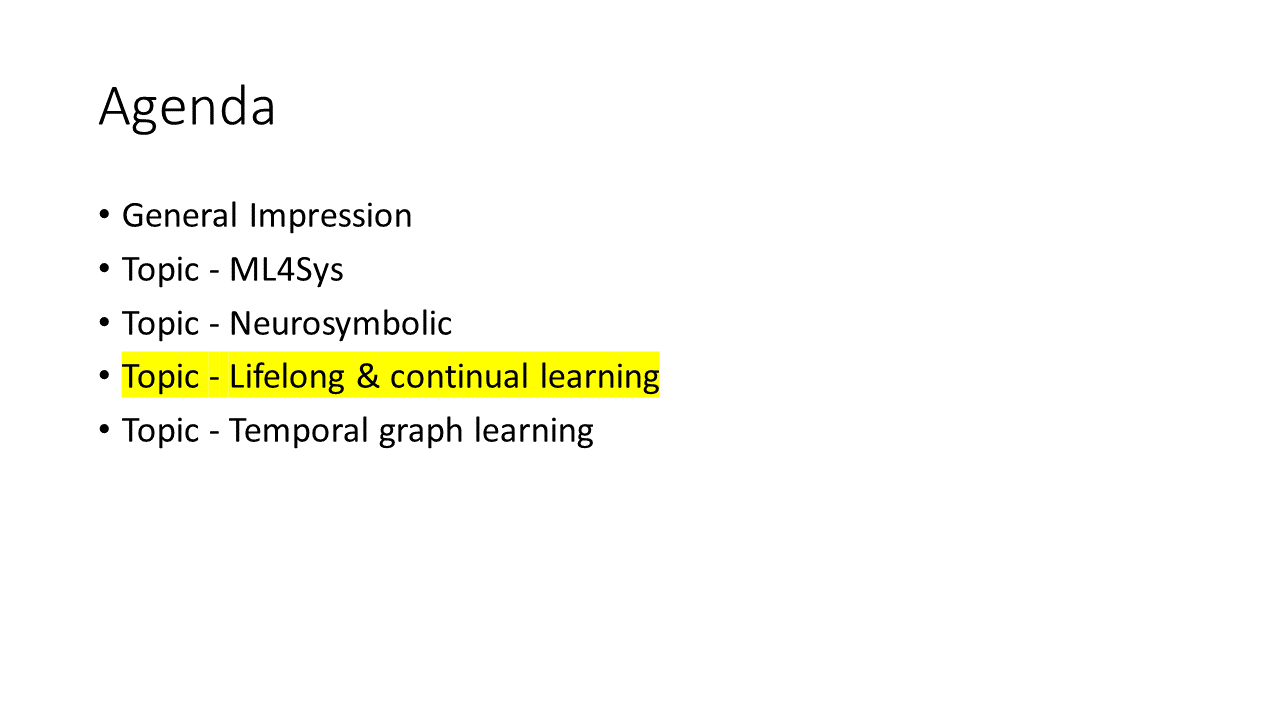 Agenda
• General Impression
• Topic - ML4Sys
• Topic - Neurosymbolic
• Topic - Lifelong & continual learning
• Topic - Temporal graph learning